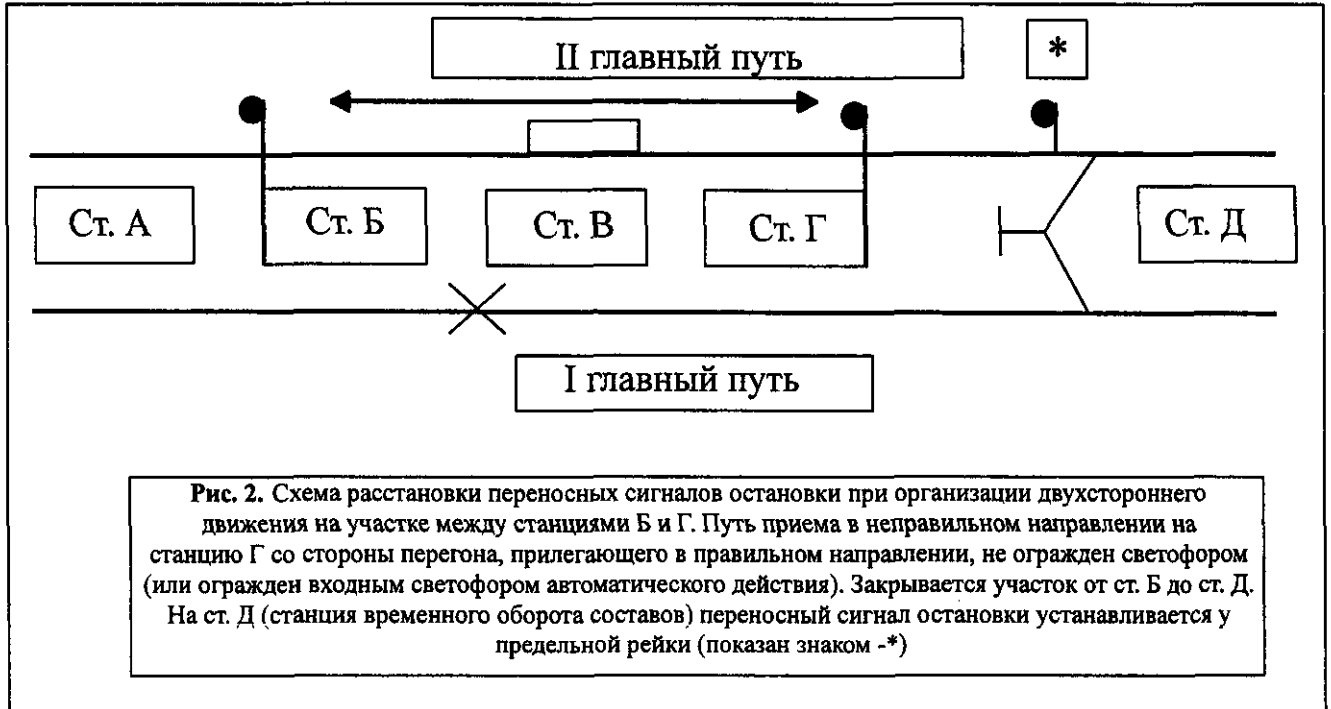 II главный путь
*
Ст. А
Ст. Б
Ст. В
Ст. Г
Ст. Д
I главный путь
Рис. 2. Схема расстановки переносных сигналов остановки при организации двухстороннего
движения на участке между станциями Б и Г. Путь приема в неправильном направлении на
станцию Г со стороны перегона, прилегающего в правильном направлении, не огражден светофором
(или огражден входным светофором автоматического действия). Закрывается участок от ст. Б до ст. Д.
На ст. Д (станция временного оборота составов) переносный сигнал остановки устанавливается у
предельной рейки (показан знаком -*)